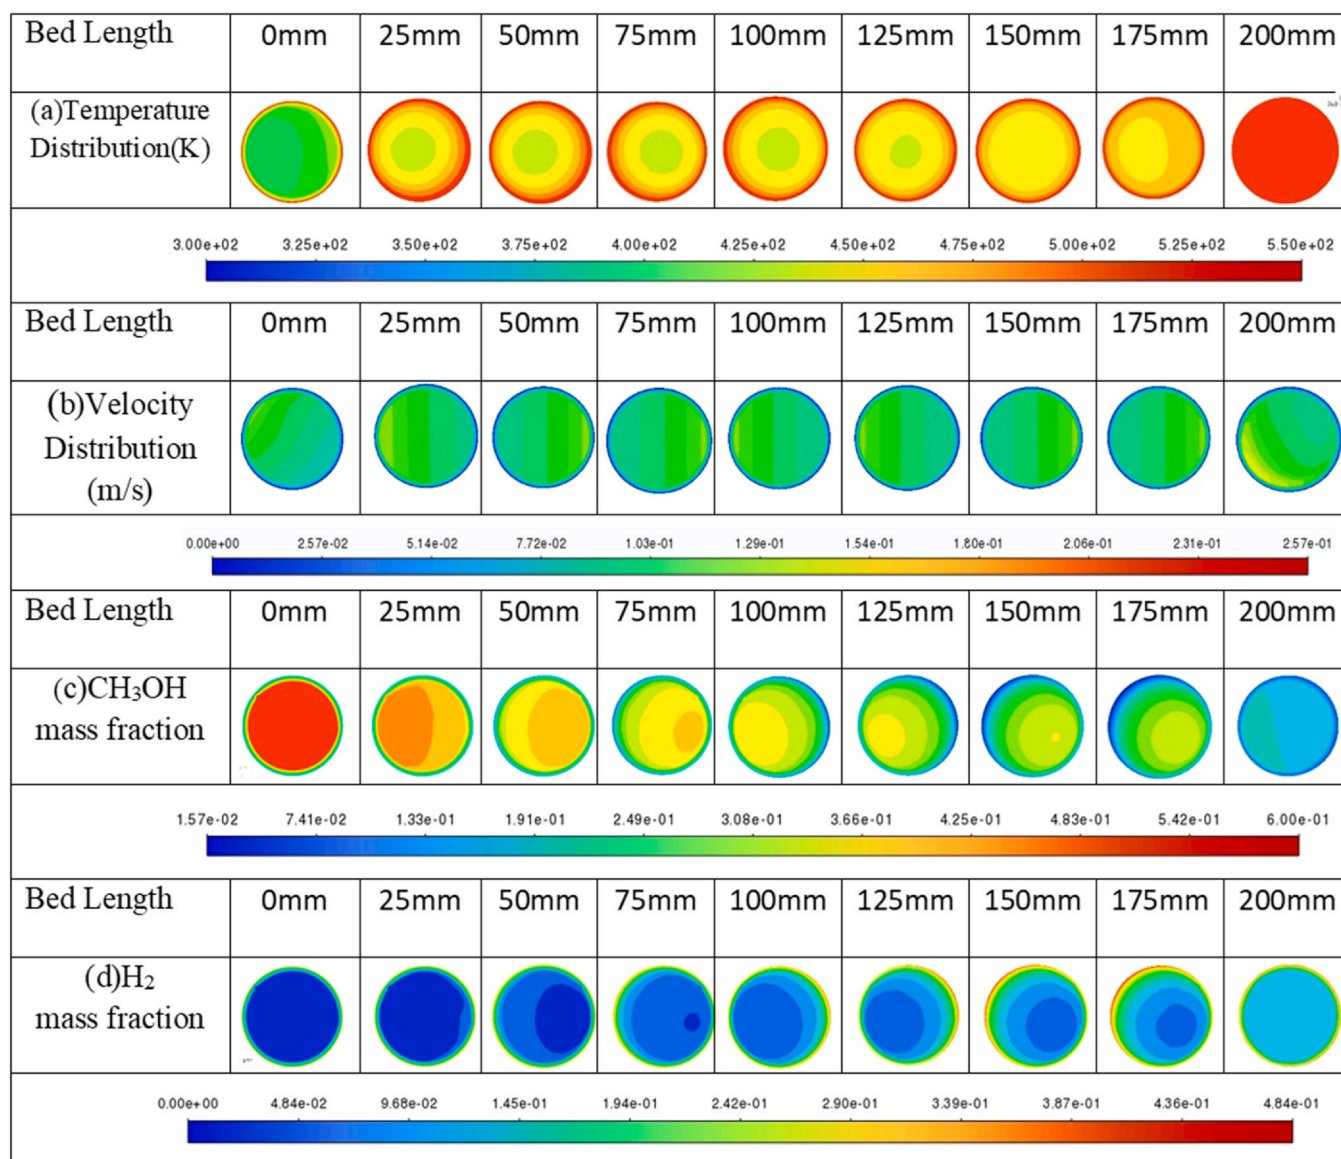 Bed Length 0mm 25mm 50mm 75mm 100mm 125mm 150mm 175mm 200mm
(a)Temperature
Distribution(K)
3.00e+02 3.25e+02 3.50e+02 3.75e+02 4.00e+02 4.25e+02 4.50e+02 4.75e+02 5.00e+02 5.25e+02 5.50e+02
Bed Length 0mm 25mm 50mm 75mm 100mm 125mm 150mm 175mm 200mm
(b)Velocity
Distribution
(m/s)
0.00e+00 2.57e-02 5.14e-02 7.72e-02 1.03e-01 1.29e-01 1.54e-01 1.80e-01 2.06e-01 2.31e-01 2.57e-01
Bed Length 0mm 25mm 50mm 75mm 100mm 125mm 150mm 175mm 200mm
(c)CH₃OH
mass fraction
1.57e-02 7.41e-02 1.33e-01 1.91e-01 2.49e-01 3.08e-01 3.66e-01 4.25e-01 4.83e-01 5.42e-01 6.00e-01
Bed Length 0mm 25mm 50mm 75mm 100mm 125mm 150mm 175mm 200mm
(d)H₂
mass fraction
0.00e+00 4.84e-02 9.68e-02 1.45e-01 1.94e-01 2.42e-01 2.90e-01 3.39e-01 3.87e-01 4.36e-01 4.84e-01